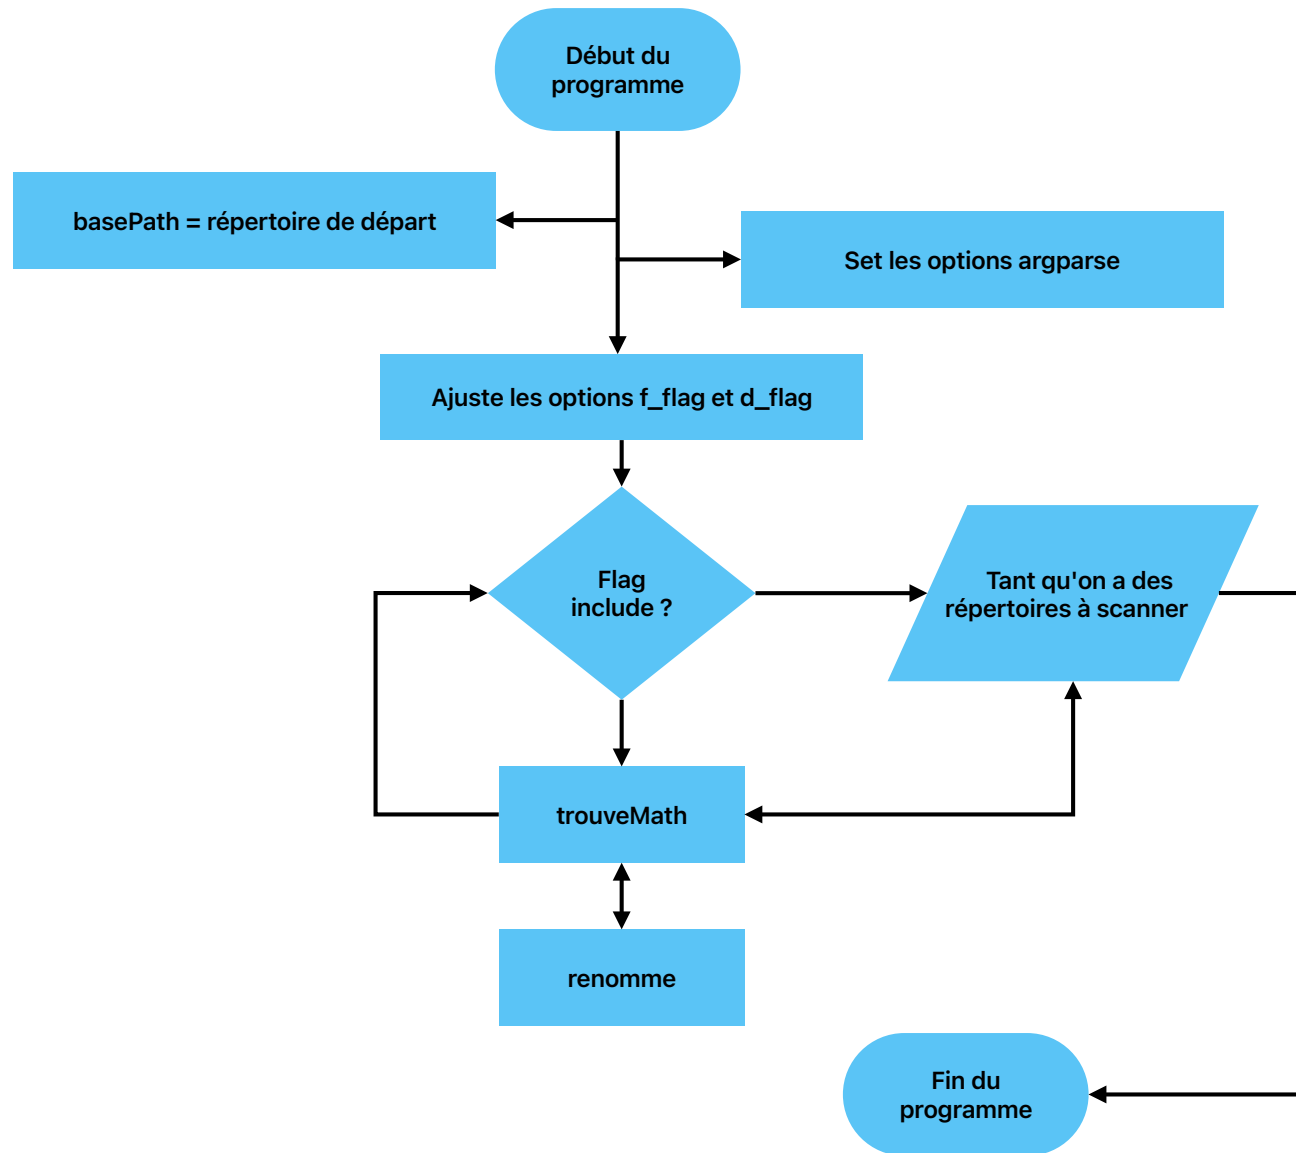 Début du
programme
basePath = répertoire de départ
Set les options argparse
Ajuste les options f_flag et d_flag
Flag
include ?
Tant qu'on a des
répertoires à scanner
trouveMath
renomme
Fin du
programme